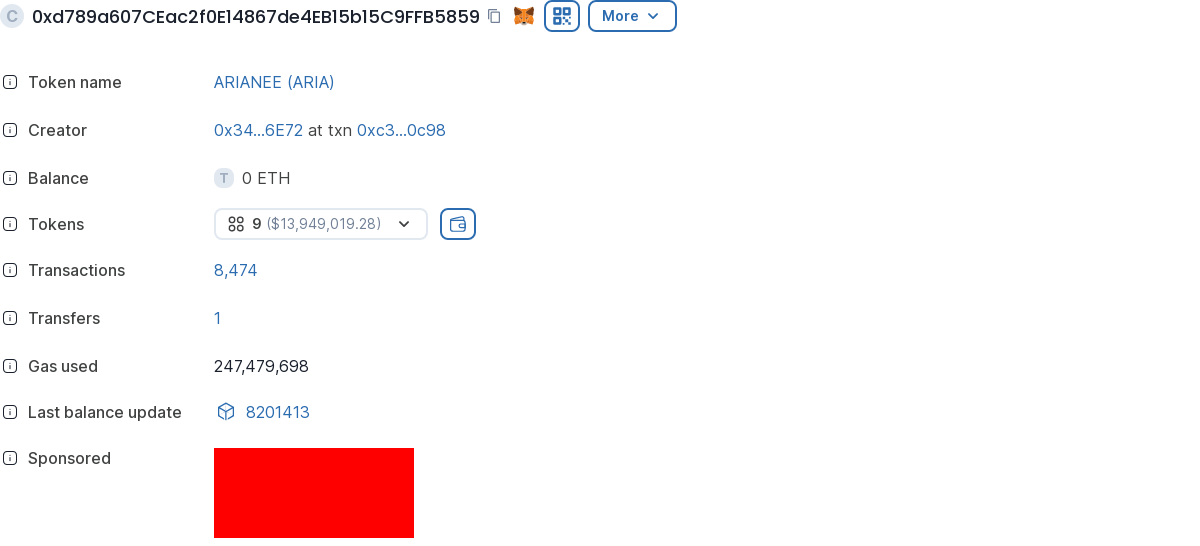 C 0xd789a607CEac2f0E14867de4EB15b15C9FFB5859 More
Token name ARIANEE (ARIA)
Creator 0x34...6E72 at txn 0xc3...0c98
Balance T 0 ETH
Tokens 9 ($13,949,019.28)
Transactions 8,474
Transfers 1
Gas used 247,479,698
Last balance update 8201413
Sponsored